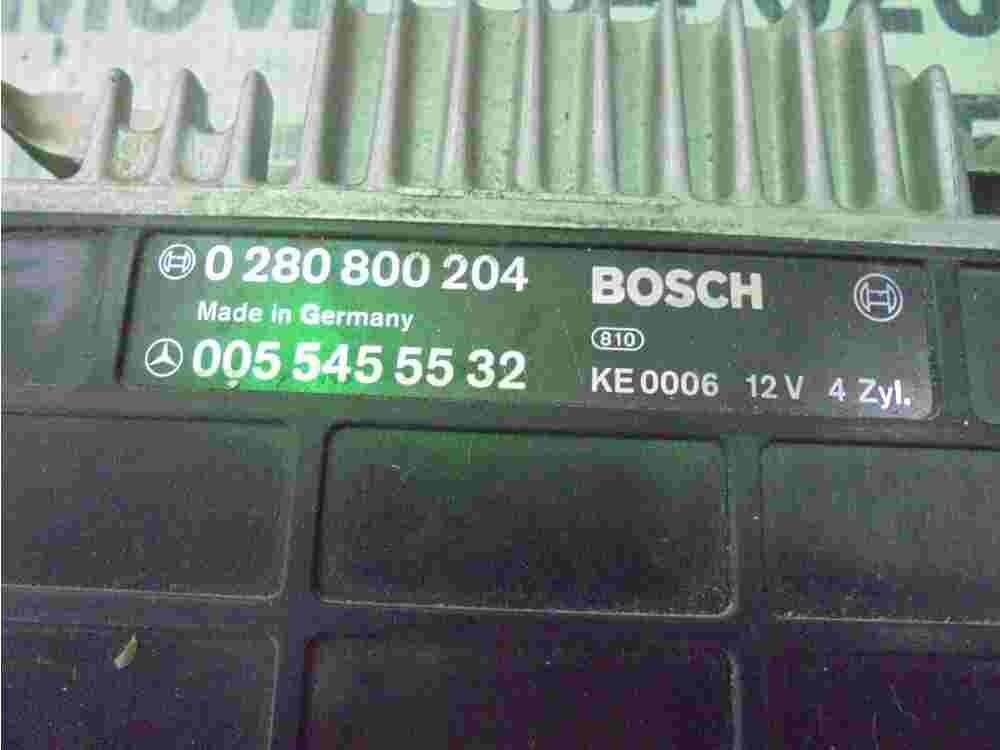 0 280 800 204
Made in Germany
005 545 55 32
BOSCH
810
KE 0006 12 V 4 Zyl.